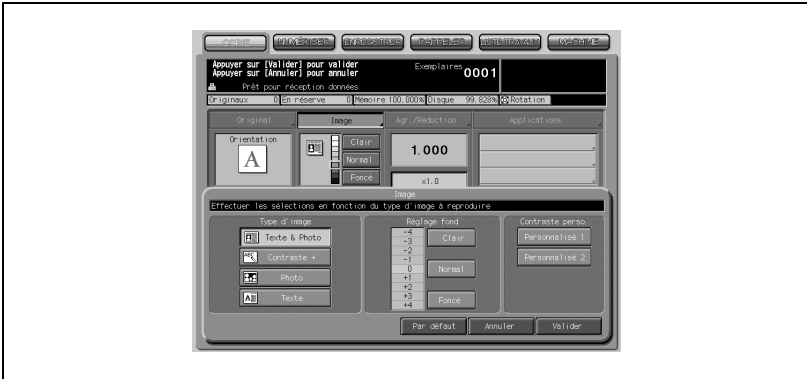 COPIE NUMÉRISER ENREGISTRER RAPPELER LISTE TRAVAUX MACHINE
Appuyer sur [Valider] pour valider
Appuyer sur [Annuler] pour annuler
Exemplaires 0001
Prêt pour réception données
Originaux 0 En réserve 0 Mémoire 100.000% Disque 99.828% Rotation
Original Image Agr./Réduction Applications
Orientation
A
Clair
Normal
Foncé
1.000
x1.0
Image
Effectuer les sélections en fonction du type d'image à reproduire
Type d'image
Texte & Photo
Contraste +
Photo
Texte
Réglage fond
-4
-3
-2
-1
0
+1
+2
+3
+4
Clair
Normal
Foncé
Contraste perso.
Personnalisé 1
Personnalisé 2
Par défaut Annuler Valider